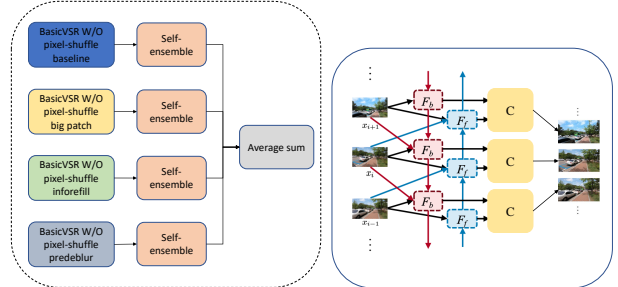 BasicVSR W/O
pixel-shuffle
baseline
Self-
ensemble
BasicVSR W/O
pixel-shuffle
big patch
Self-
ensemble
BasicVSR W/O
pixel-shuffle
inforefill
Self-
ensemble
BasicVSR W/O
pixel-shuffle
predeblur
Self-
ensemble
Average sum
x_{i+1}
F_b
F_f
C
x_i
F_b
F_f
C
x_{i-1}
F_b
F_f
C